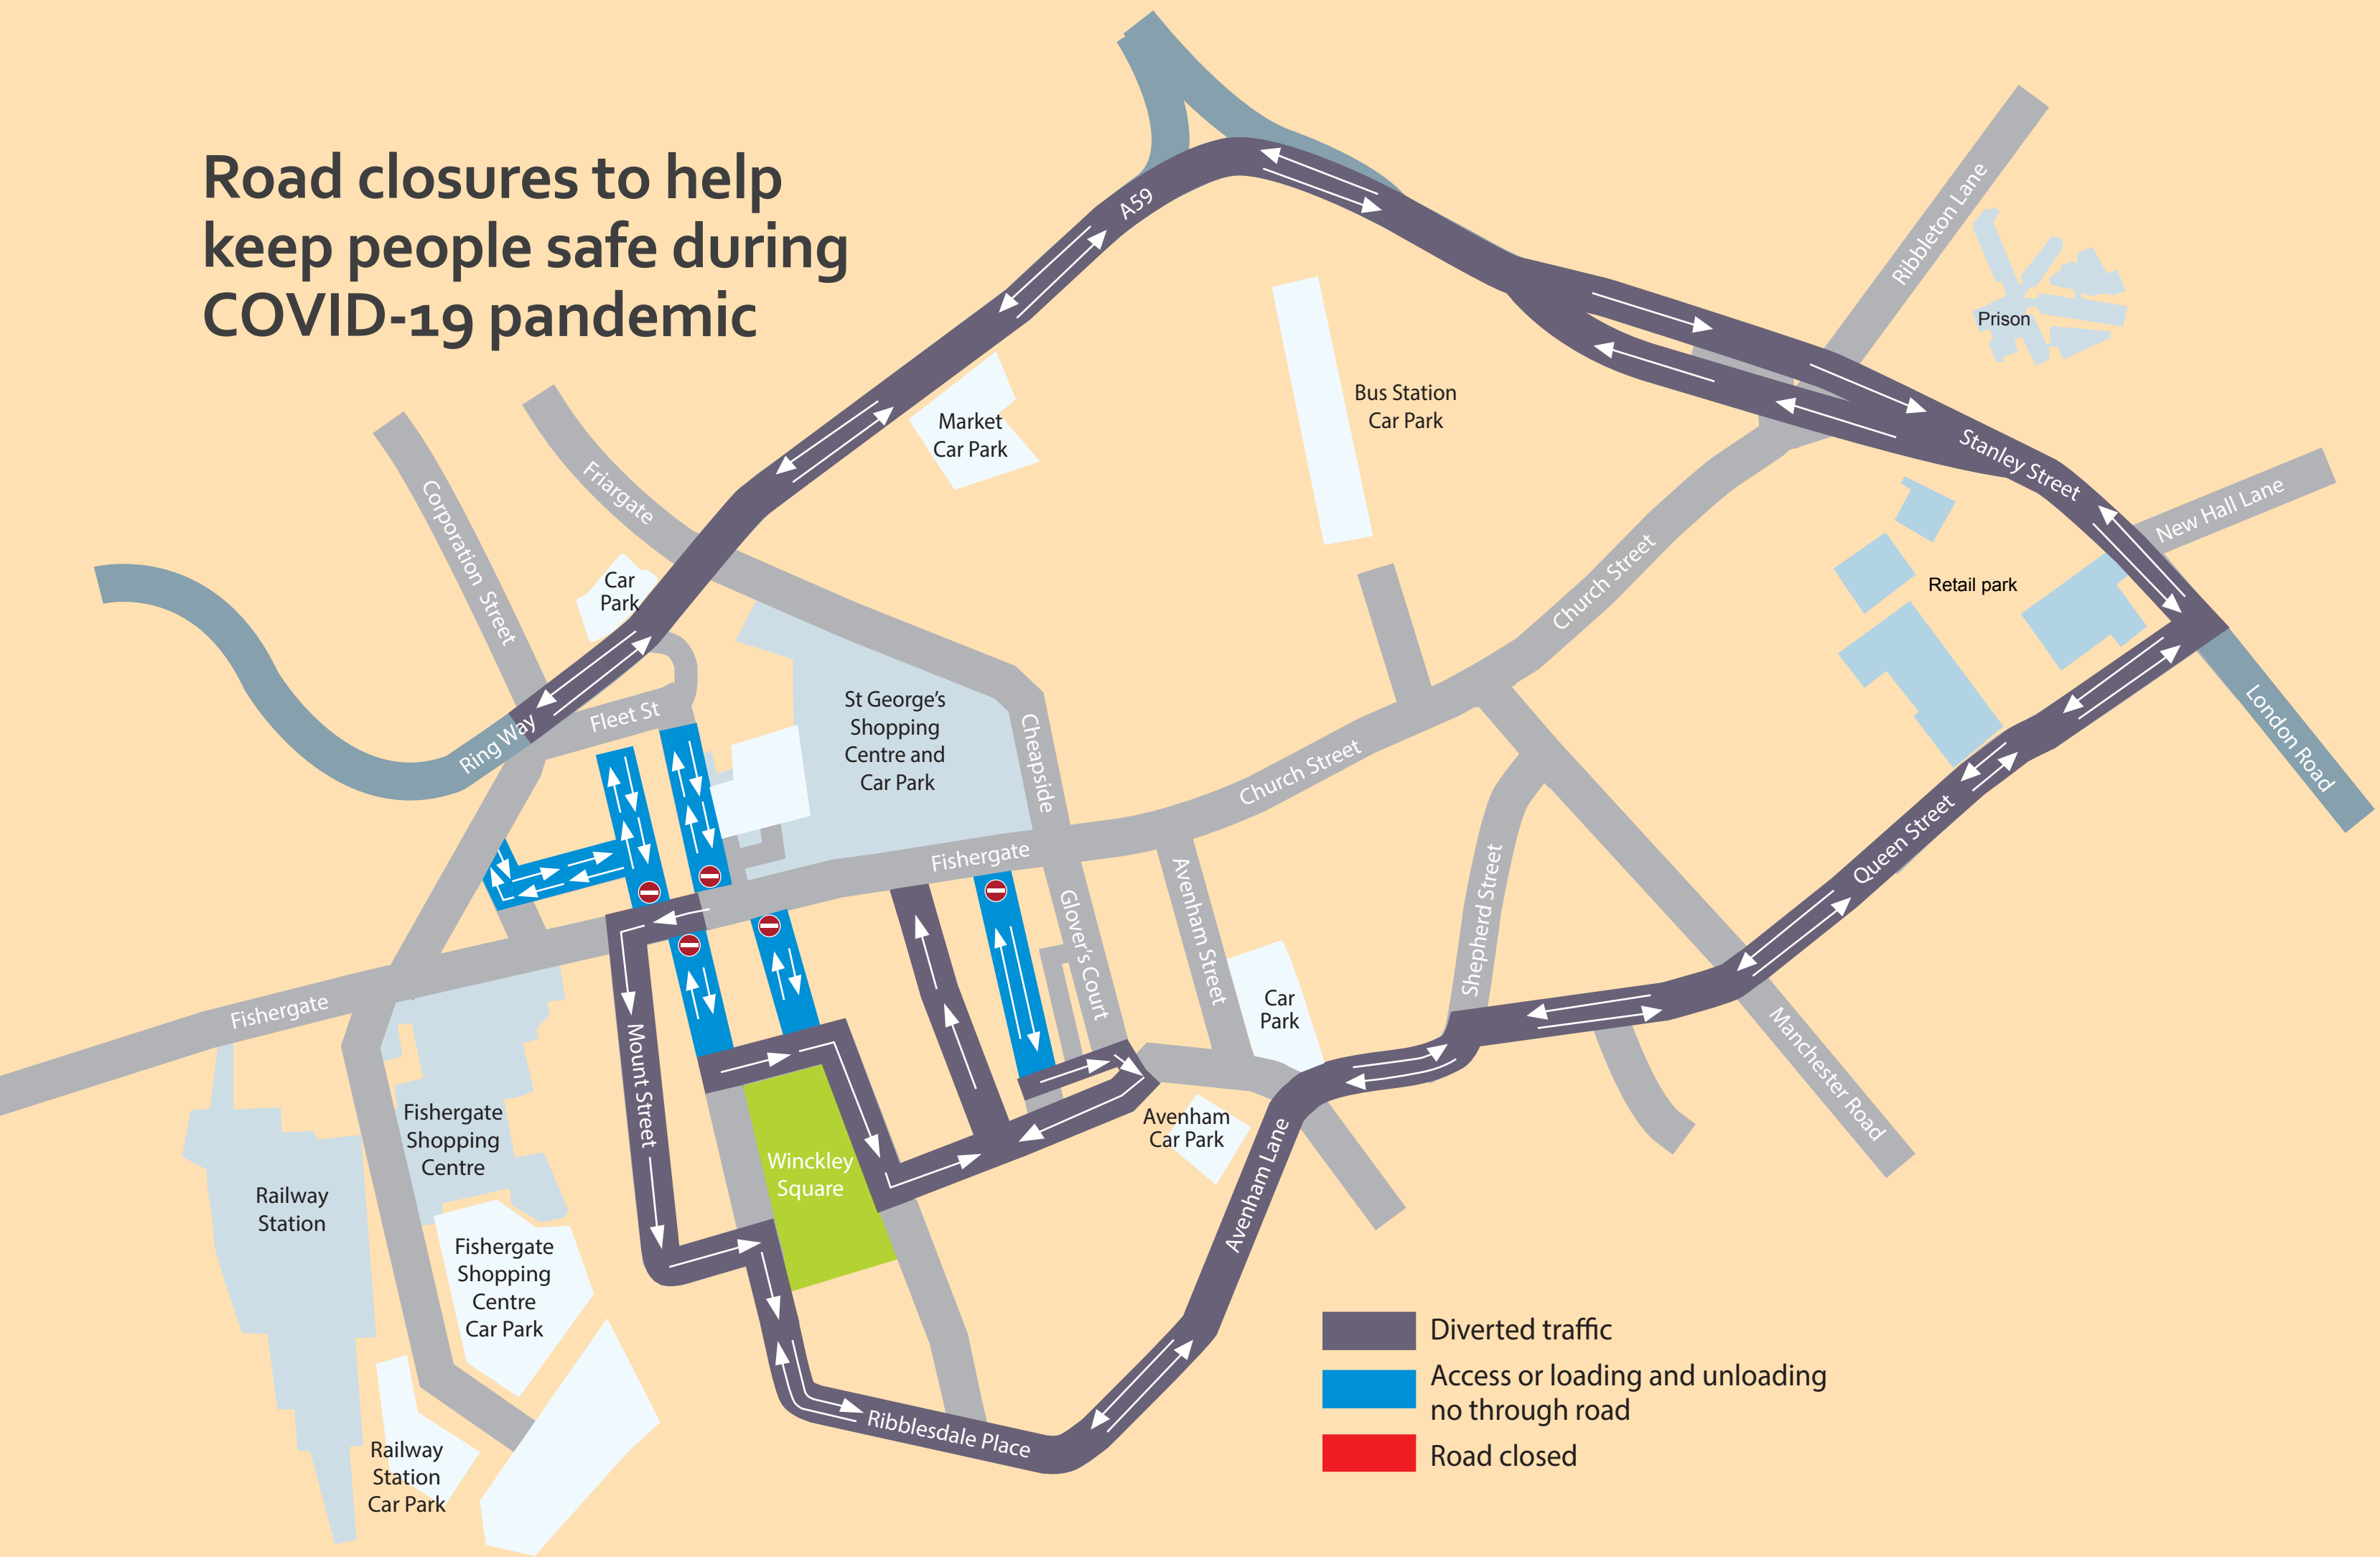 Road closures to help
keep people safe during
COVID-19 pandemic
A59
Ribbleton Lane
Prison
Bus Station
Car Park
Market
Car Park
Stanley Street
New Hall Lane
Friargate
Corporation Street
Church Street
Car
Park
Retail park
Fleet St
Ring Way
St George's
Shopping
Centre and
Car Park
Cheapside
Church Street
London Road
Fishergate
Queen Street
Avenham Street
Shepherd Street
Glover's Court
Fishergate
Car
Park
Manchester Road
Mount Street
Fishergate
Shopping
Centre
Avenham
Car Park
Winckley
Square
Avenham Lane
Railway
Station
Fishergate
Shopping
Centre
Car Park
Ribblesdale Place
Railway
Station
Car Park
Diverted traffic
Access or loading and unloading
no through road
Road closed